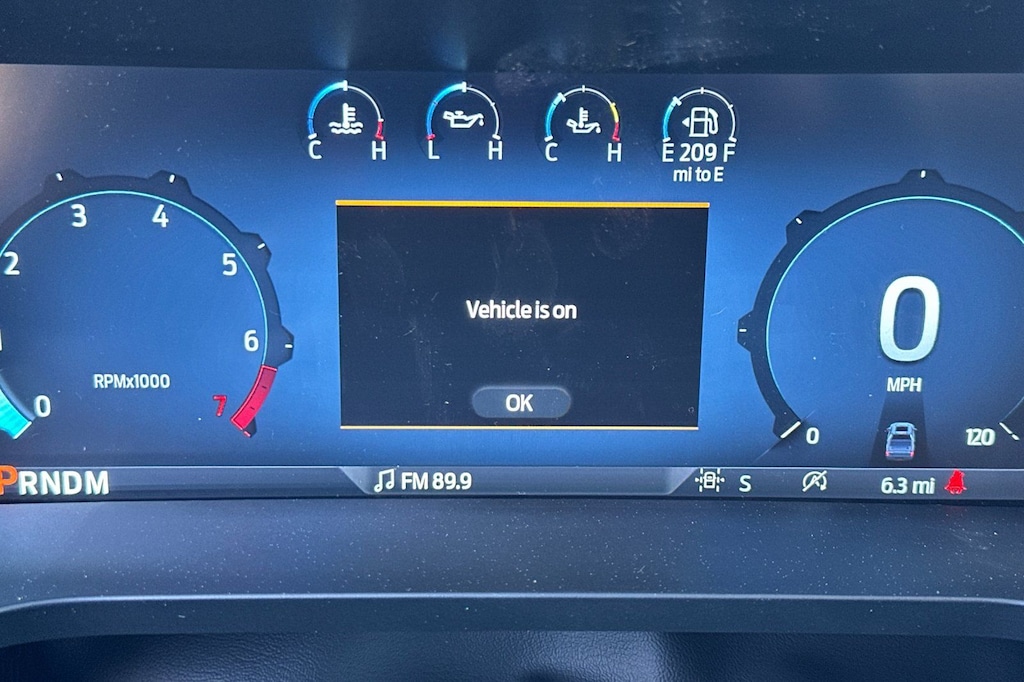 C H
L H
C H
E 209 F
mi to E
2
3
4
5
6
7
0
RPMx1000
Vehicle is on
OK
0
MPH
0
120
PRNDM
FM 89.9
S
6.3 mi